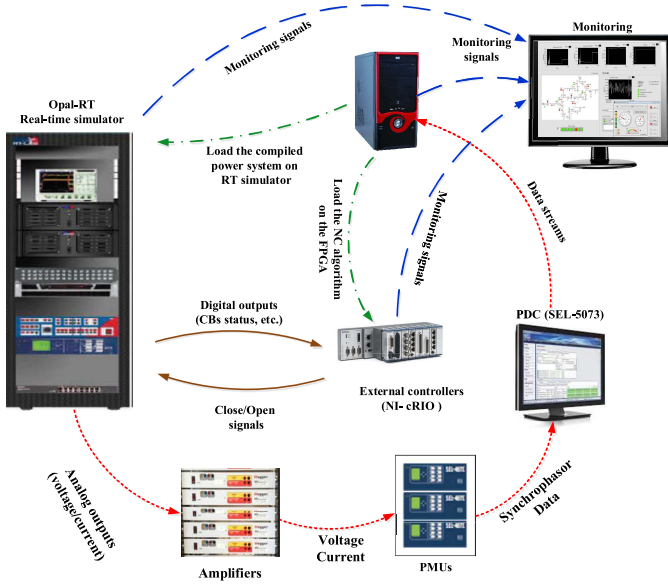 Monitoring
Monitoring signals
Monitoring
signals
Opal-RT
Real-time simulator
Load the compiled
power system on
RT simulator
Load the NC algorithm
on the FPGA
Monitoring signals
Data streams
Digital outputs
(CBs status, etc.)
PDC (SEL-5073)
External controllers
(NI- cRIO )
Close/Open
signals
Analog outputs
(voltage/current)
Voltage
Current
Synchrophasor
Data
Amplifiers
PMUs